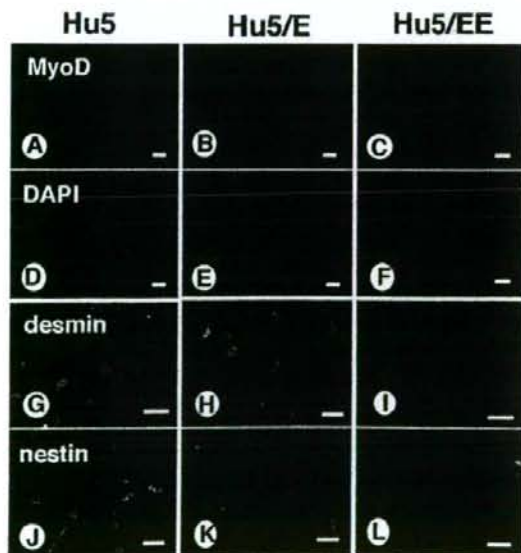 Hu5 Hu5/E Hu5/EE
MyoD
A B C
DAPI
D E F
desmin
G H I
nestin
J K L